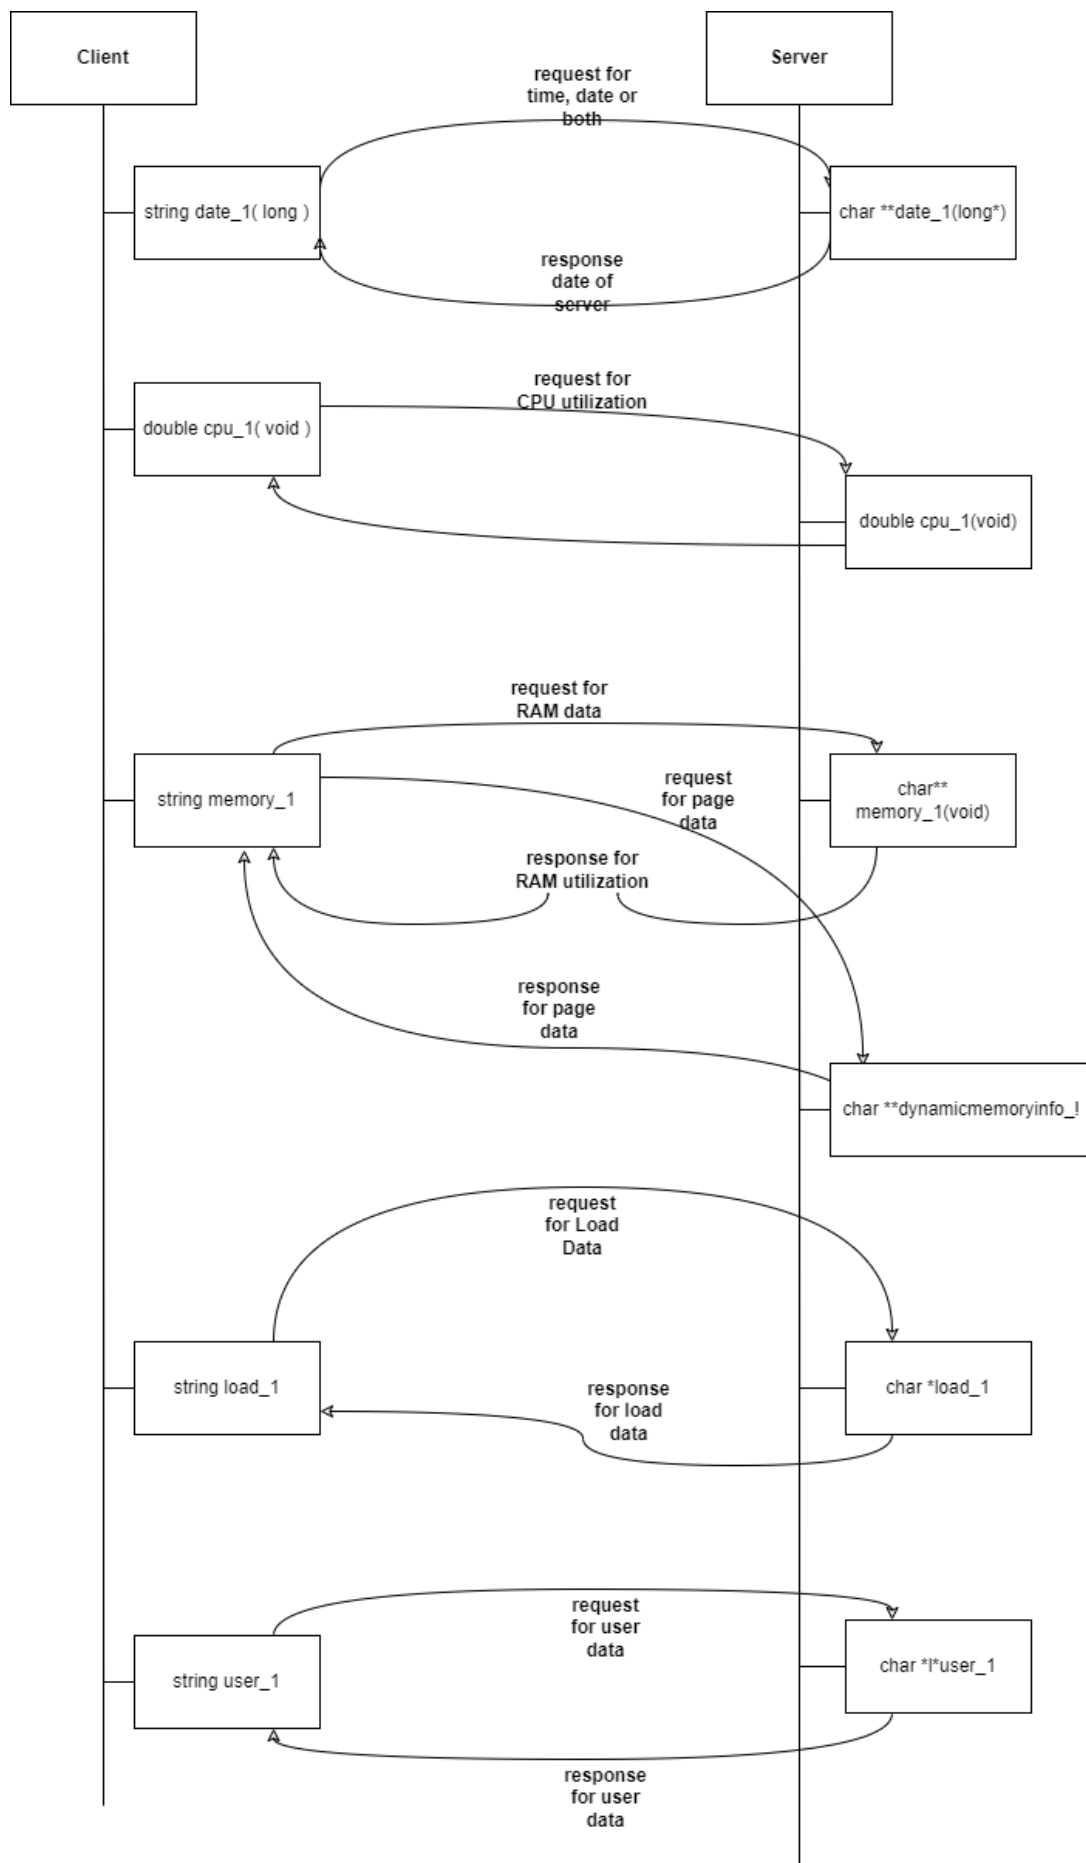 Client
Server
request for
time, date or
both
string date_1( long )
char **date_1(long*)
response
date of
server
request for
CPU utilization
double cpu_1( void )
double cpu_1(void)
request for
RAM data
string memory_1
request
for page
data
char**
memory_1(void)
response for
RAM utilization
response
for page
data
char **dynamicmemoryinfo_!
request
for Load
Data
string load_1
response
for load
data
char *load_1
request
for user
data
string user_1
char *l*user_1
response
for user
data